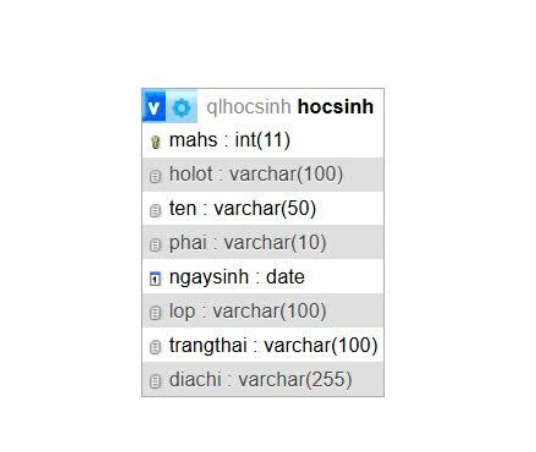 v qlhocsinh hocsinh
mahs : int(11)
holot : varchar(100)
ten : varchar(50)
phai : varchar(10)
ngaysinh : date
lop : varchar(100)
trangthai : varchar(100)
diachi : varchar(255)